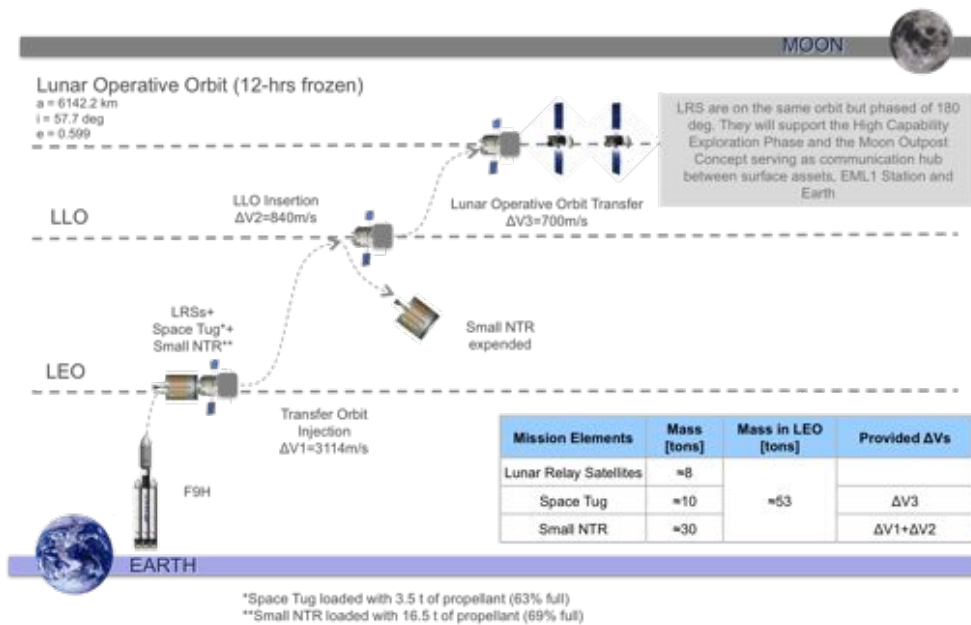 MOON
Lunar Operative Orbit (12-hrs frozen)
a = 6142.2 km
i = 57.7 deg
e = 0.599
LRS are on the same orbit but phased of 180
deg. They will support the High Capability
Exploration Phase and the Moon Outpost
Concept serving as communication hub
between surface assets, EML1 Station and
Earth
LLO Insertion
ΔV2=840m/s
Lunar Operative Orbit Transfer
ΔV3=700m/s
LLO
LRSs+
Space Tug*+
Small NTR**
Small NTR
expended
LEO
Transfer Orbit
Injection
ΔV1=3114m/s
F9H
Mission Elements Mass [tons] Mass in LEO [tons] Provided ΔVs
Lunar Relay Satellites ≈8
Space Tug ≈10 ≈53 ΔV3
Small NTR ≈30 ΔV1+ΔV2
EARTH
*Space Tug loaded with 3.5 t of propellant (63% full)
**Small NTR loaded with 16.5 t of propellant (69% full)